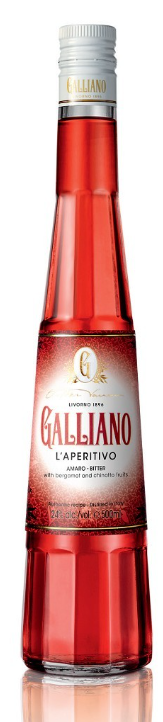 GALLIANO
G
LIVORNO 1896
GALLIANO
L'APERITIVO
AMARO - BITTER
with bergamot and chinotto fruits
24% alc./vol. e 500ml